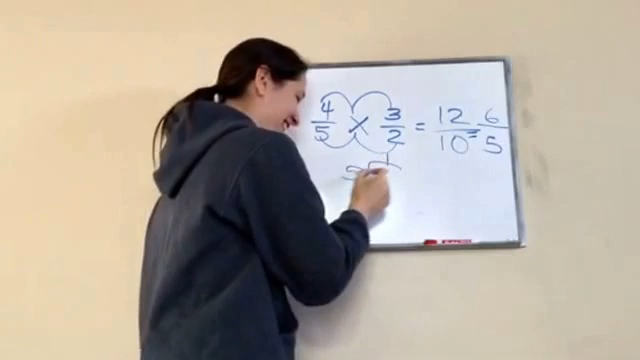 4/5 × 3/2 = 12/10 = 6/5